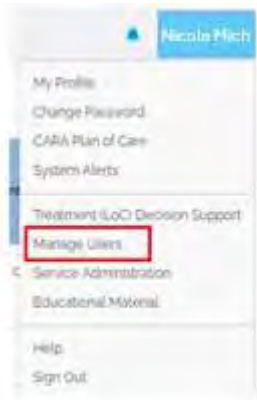 Nicole Mich
My Profile
Change Password
CARA Plan of Care
System Alerts
Treatment (LoC) Decision Support
Manage Users
Service Administration
Educational Material
Help
Sign Out